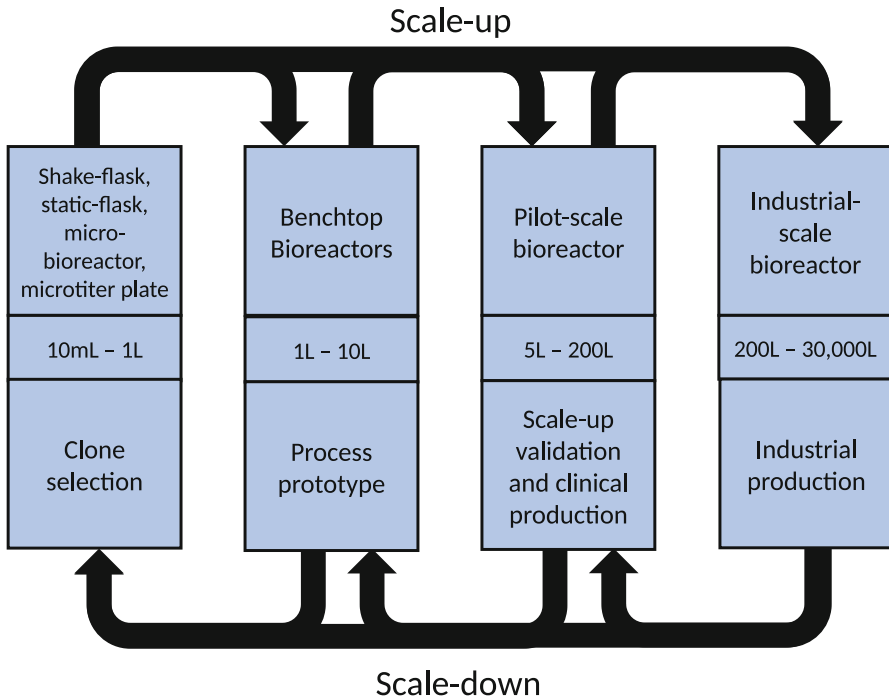 Scale-up
Shake-flask,
static-flask,
micro-
bioreactor,
microtiter plate
10mL – 1L
Clone
selection
Benchtop
Bioreactors
1L – 10L
Process
prototype
Pilot-scale
bioreactor
5L – 200L
Scale-up
validation
and clinical
production
Industrial-
scale
bioreactor
200L – 30,000L
Industrial
production
Scale-down